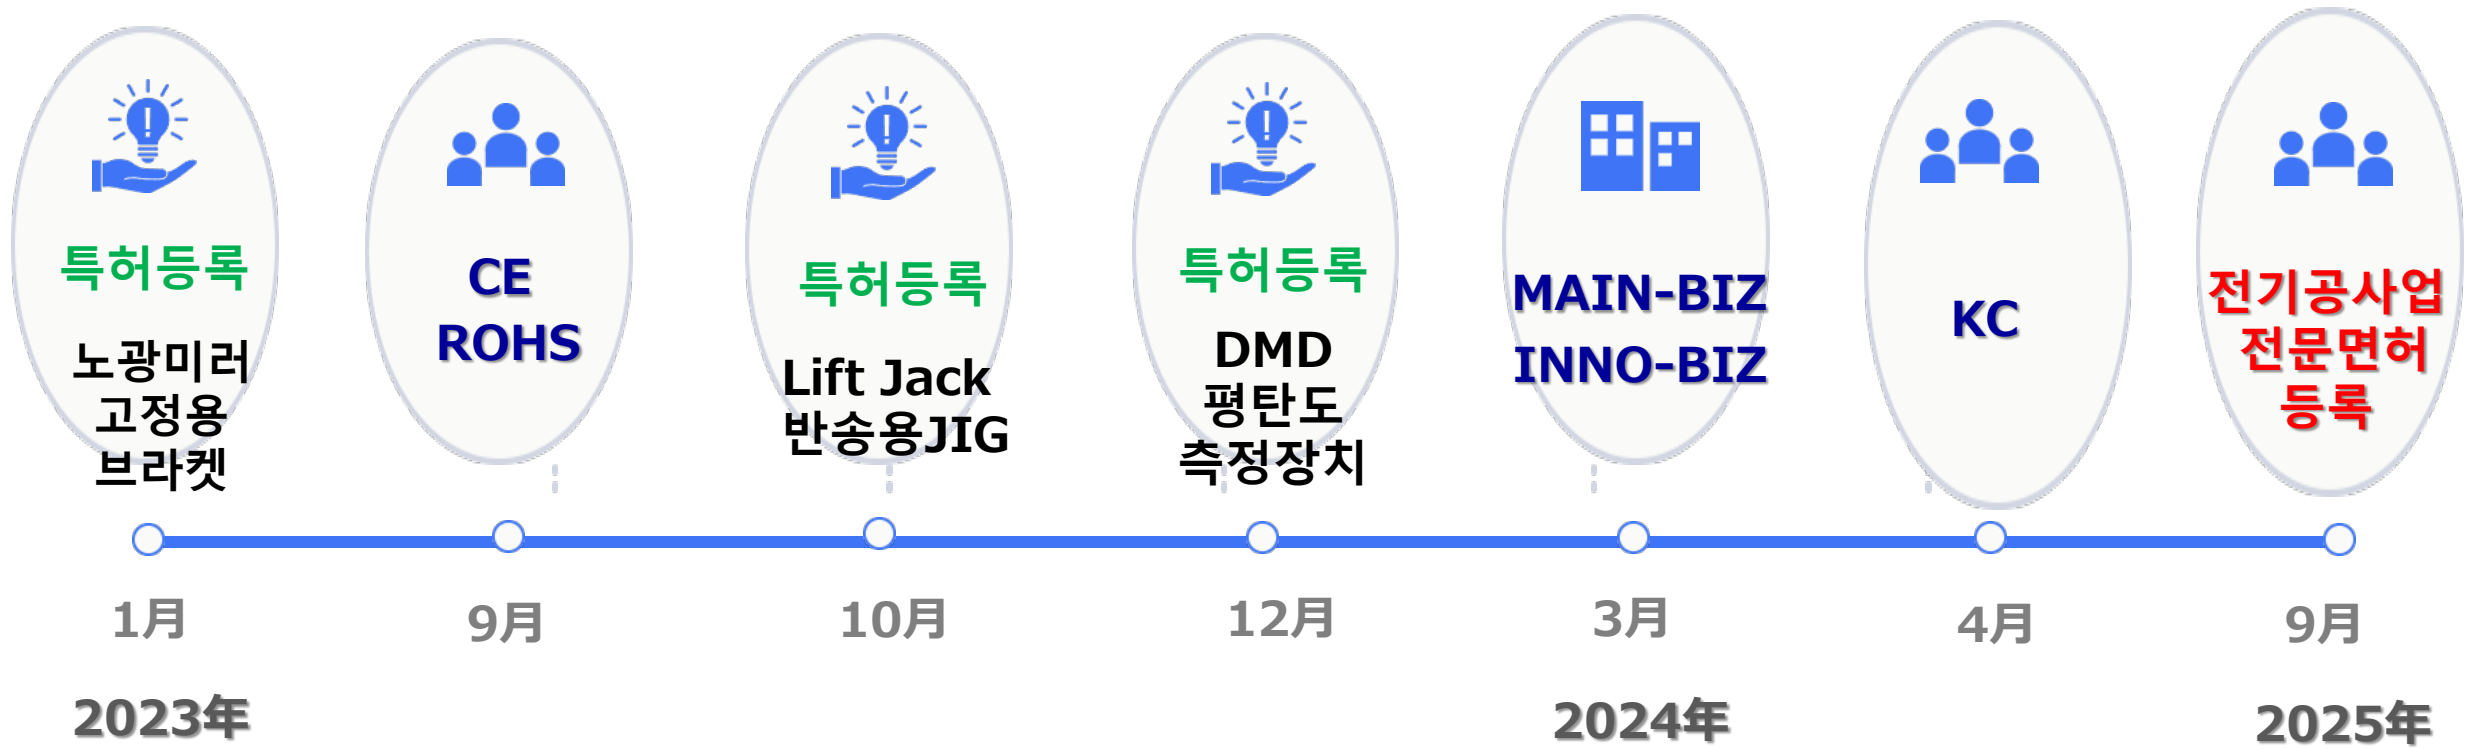 특허등록
노광미러
고정용
브라켓
CE
ROHS
특허등록
Lift Jack
반송용JIG
특허등록
DMD
평탄도
측정장치
MAIN-BIZ
INNO-BIZ
KC
전기공사업
전문면허
등록
1月
9月
10月
12月
3月
4月
9月
2023年
2024年
2025年